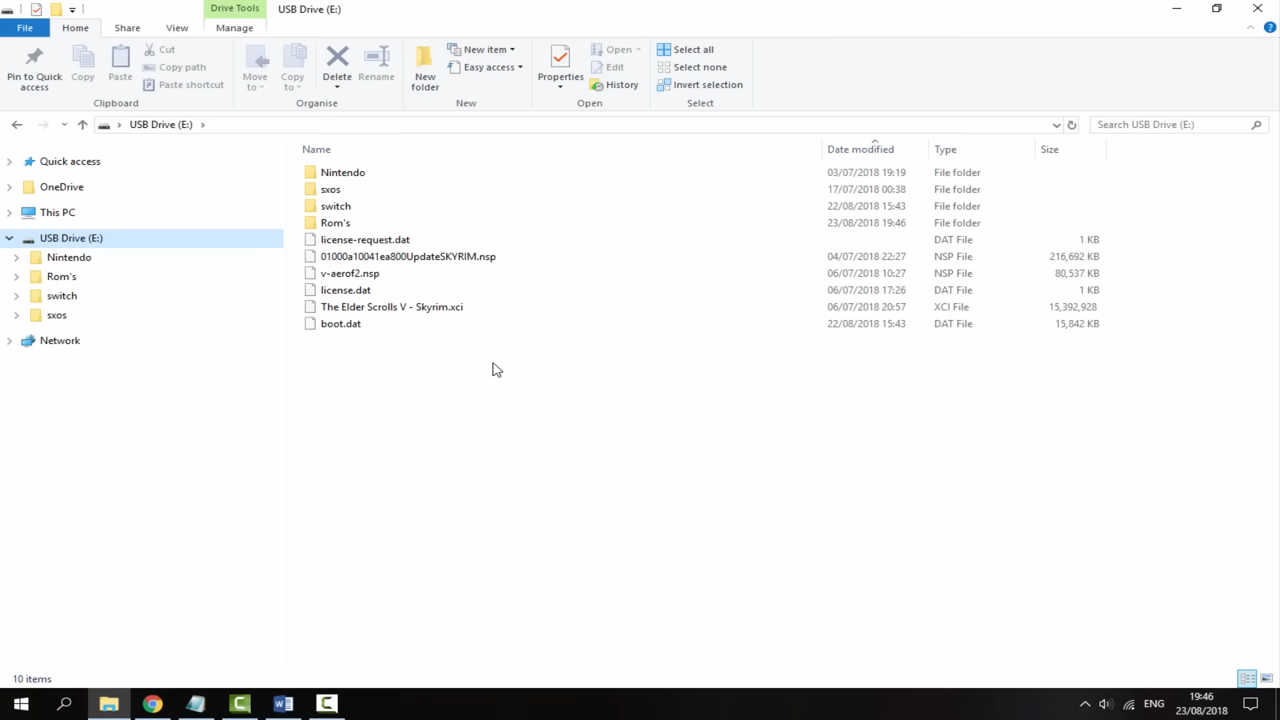 Drive Tools
USB Drive (E:)
File
Home
Share
View
Manage
Pin to Quick access
Copy
Paste
Cut
Copy path
Paste shortcut
Clipboard
Move to
Copy to
Delete
Rename
Organise
New folder
New item
Easy access
New
Properties
Open
Edit
History
Open
Select all
Select none
Invert selection
Select
USB Drive (E:)
Search USB Drive (E:)
Quick access
OneDrive
This PC
USB Drive (E:)
Nintendo
Rom's
switch
sxos
Network
Name Date modified Type Size
Nintendo 03/07/2018 19:19 File folder
sxos 17/07/2018 00:38 File folder
switch 22/08/2018 15:43 File folder
Rom's 23/08/2018 19:46 File folder
license-request.dat DAT File 1 KB
01000a10041ea800UpdateSKYRIM.nsp 04/07/2018 22:27 NSP File 216,692 KB
v-aerof2.nsp 06/07/2018 10:27 NSP File 80,537 KB
license.dat 06/07/2018 17:26 DAT File 1 KB
The Elder Scrolls V - Skyrim.xci 06/07/2018 20:57 XCI File 15,392,928
boot.dat 22/08/2018 15:43 DAT File 15,842 KB
10 items
ENG
19:46
23/08/2018